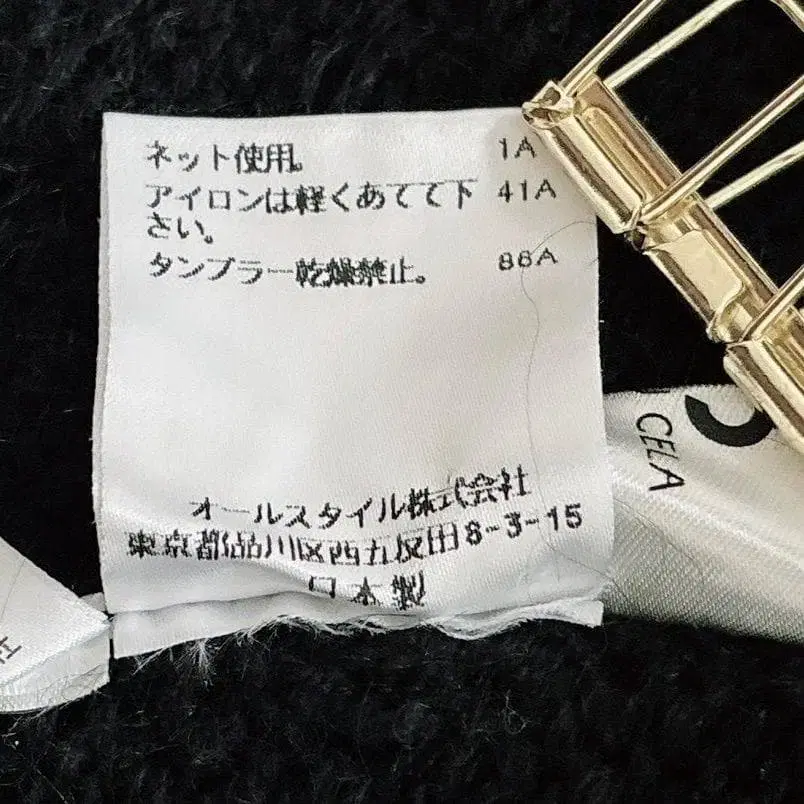 ネット使用。 1A
アイロンは軽くあてて下 41A
さい。
タンブラー乾燥禁止。 86A
オールスタイル株式会社
東京都品川区西五反田8-3-15
日本製
CELA